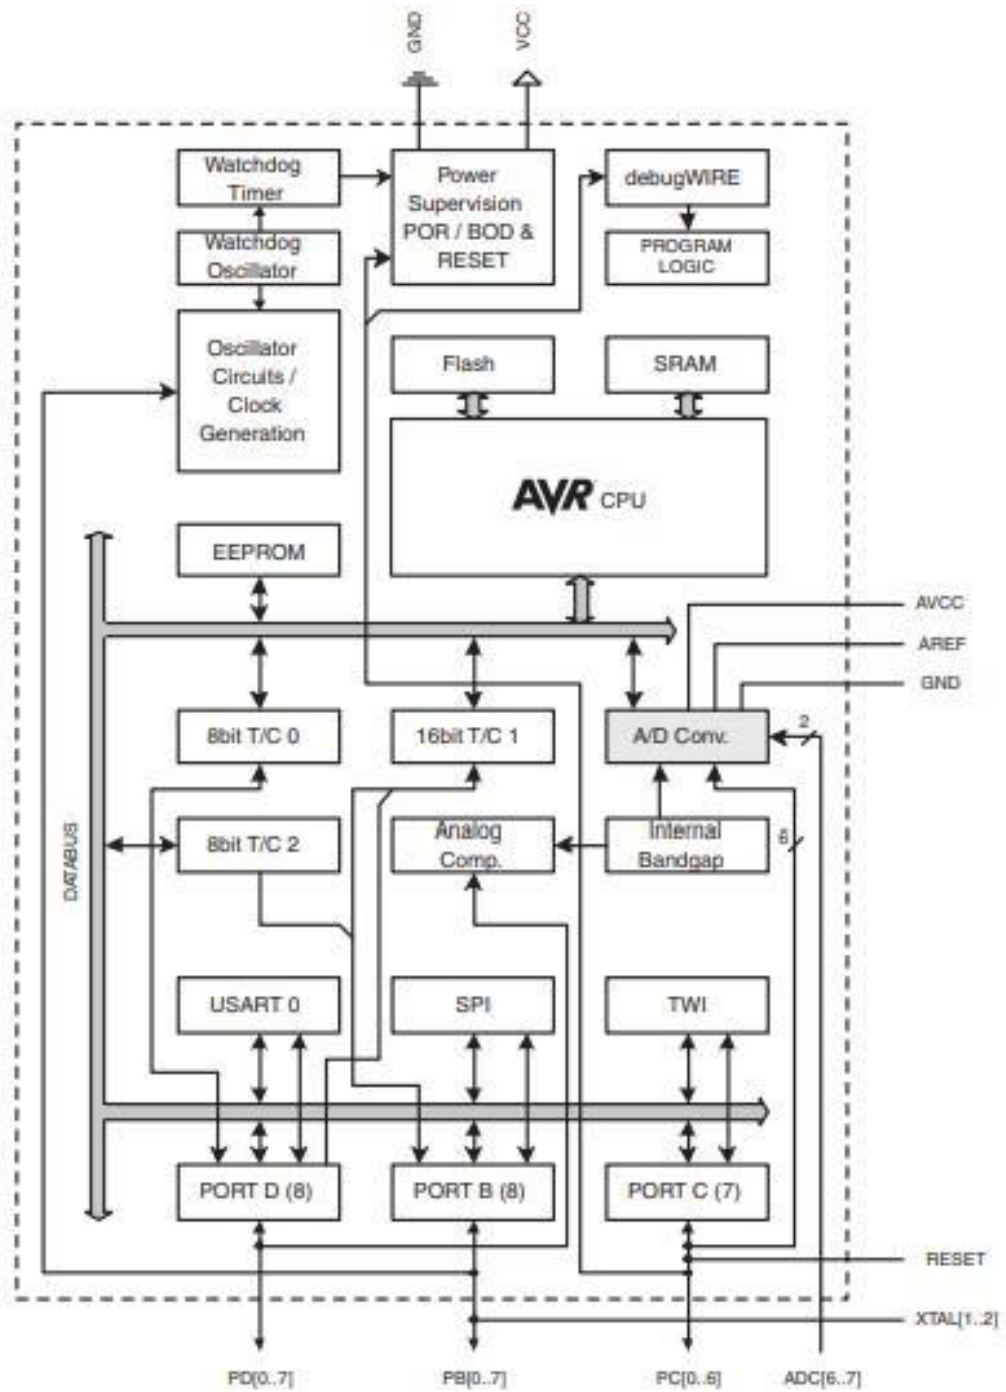 GND
VCC
Watchdog
Timer
Power
Supervision
POR / BOD &
RESET
debugWIRE
Watchdog
Oscillator
PROGRAM
LOGIC
Oscillator
Circuits /
Clock
Generation
Flash
SRAM
AVR CPU
EEPROM
AVCC
AREF
GND
8bit T/C 0
16bit T/C 1
A/D Conv.
2
DATABUS
8bit T/C 2
Analog
Comp.
Internal
Bandgap
6
USART 0
SPI
TWI
PORT D (8)
PORT B (8)
PORT C (7)
RESET
XTAL[1..2]
PD[0..7]
PB[0..7]
PC[0..6]
ADC[6..7]